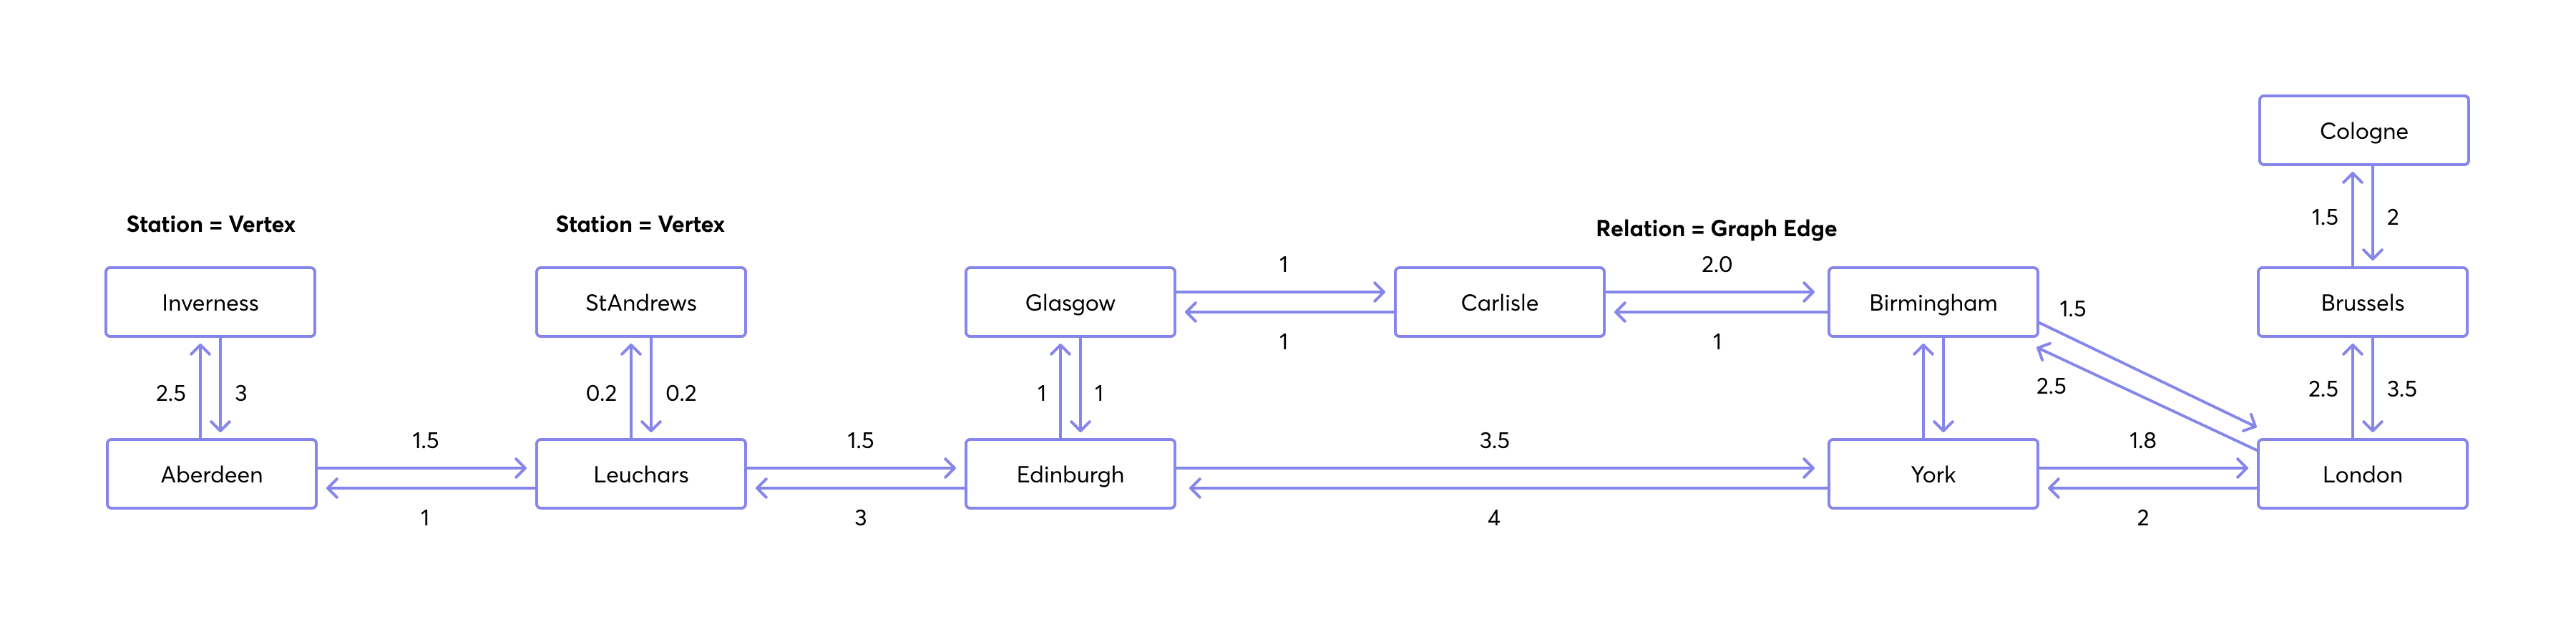 Cologne
1.5 2
Station = Vertex Station = Vertex Relation = Graph Edge
1 2.0
Inverness StAndrews Glasgow Carlisle Birmingham 1.5 Brussels
1 1
2.5 3 0.2 0.2 1 1 2.5 2.5 3.5
1.5 1.5 3.5 1.8
Aberdeen Leuchars Edinburgh York London
1 3 4 2